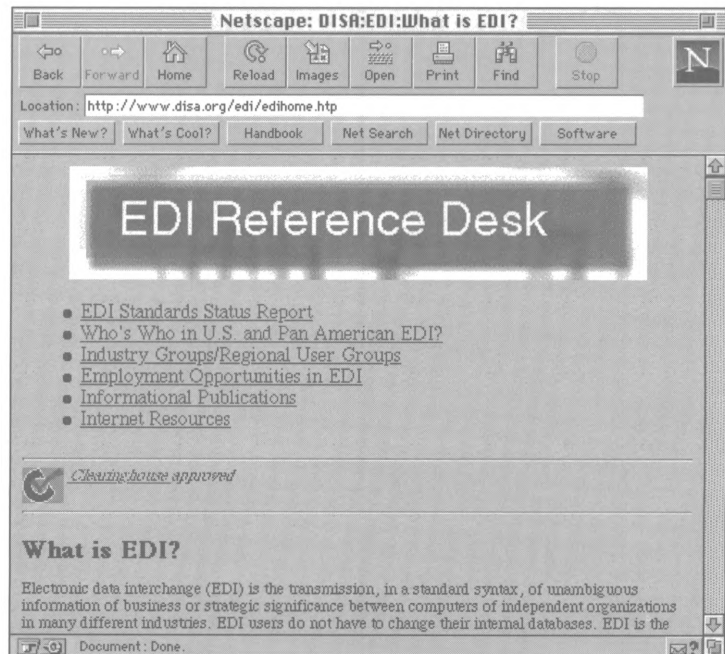 Netscape: DISA:EDI:What is EDI?
Back Forward Home Reload Images Open Print Find Stop
N
Location: http://www.disa.org/edi/edihome.htp
What's New? What's Cool? Handbook Net Search Net Directory Software
EDI Reference Desk
EDI Standards Status Report
Who's Who in U.S. and Pan American EDI?
Industry Groups/Regional User Groups
Employment Opportunities in EDI
Informational Publications
Internet Resources
Clearinghouse approved
What is EDI?
Electronic data interchange (EDI) is the transmission, in a standard syntax, of unambiguous
information of business or strategic significance between computers of independent organizations
in many different industries. EDI users do not have to change their internal databases. EDI is the
Document: Done.
?